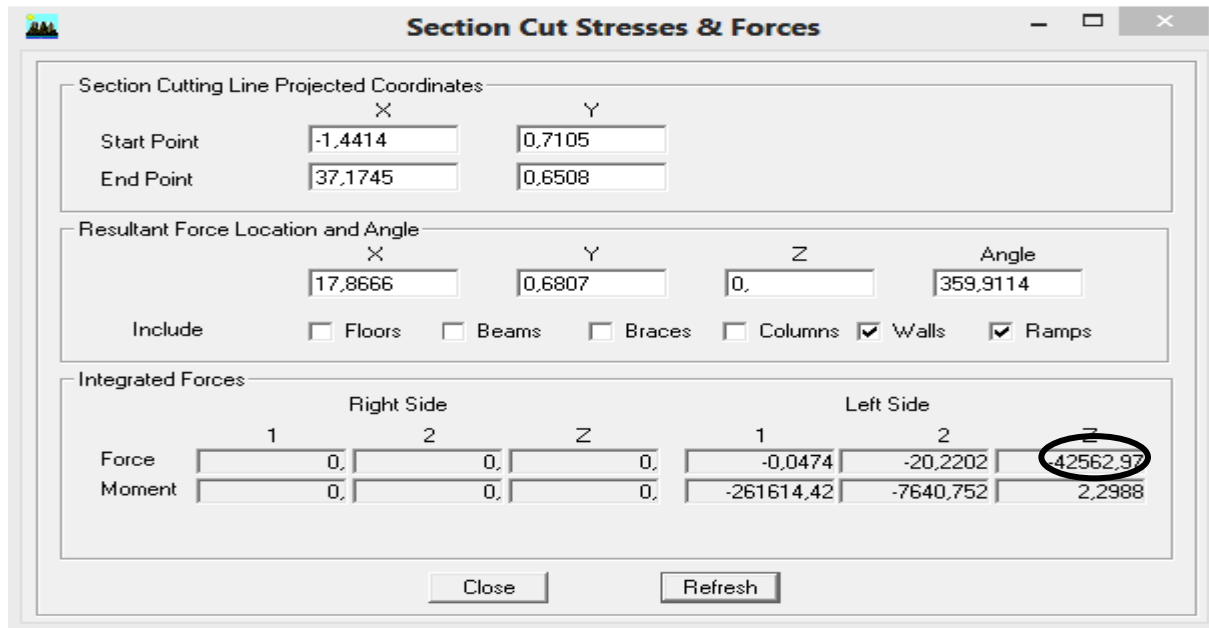 Section Cut Stresses & Forces
Section Cutting Line Projected Coordinates
X Y
Start Point -1,4414 0,7105
End Point 37,1745 0,6508
Resultant Force Location and Angle
X Y Z Angle
17,8666 0,6807 0, 359,9114
Include Floors Beams Braces Columns Walls Ramps
Integrated Forces
Right Side Left Side
1 2 Z 1 2 Z
Force 0, 0, 0, -0,0474 -20,2202 -42562,97
Moment 0, 0, 0, -261614,42 -7640,752 2,2988
Close Refresh